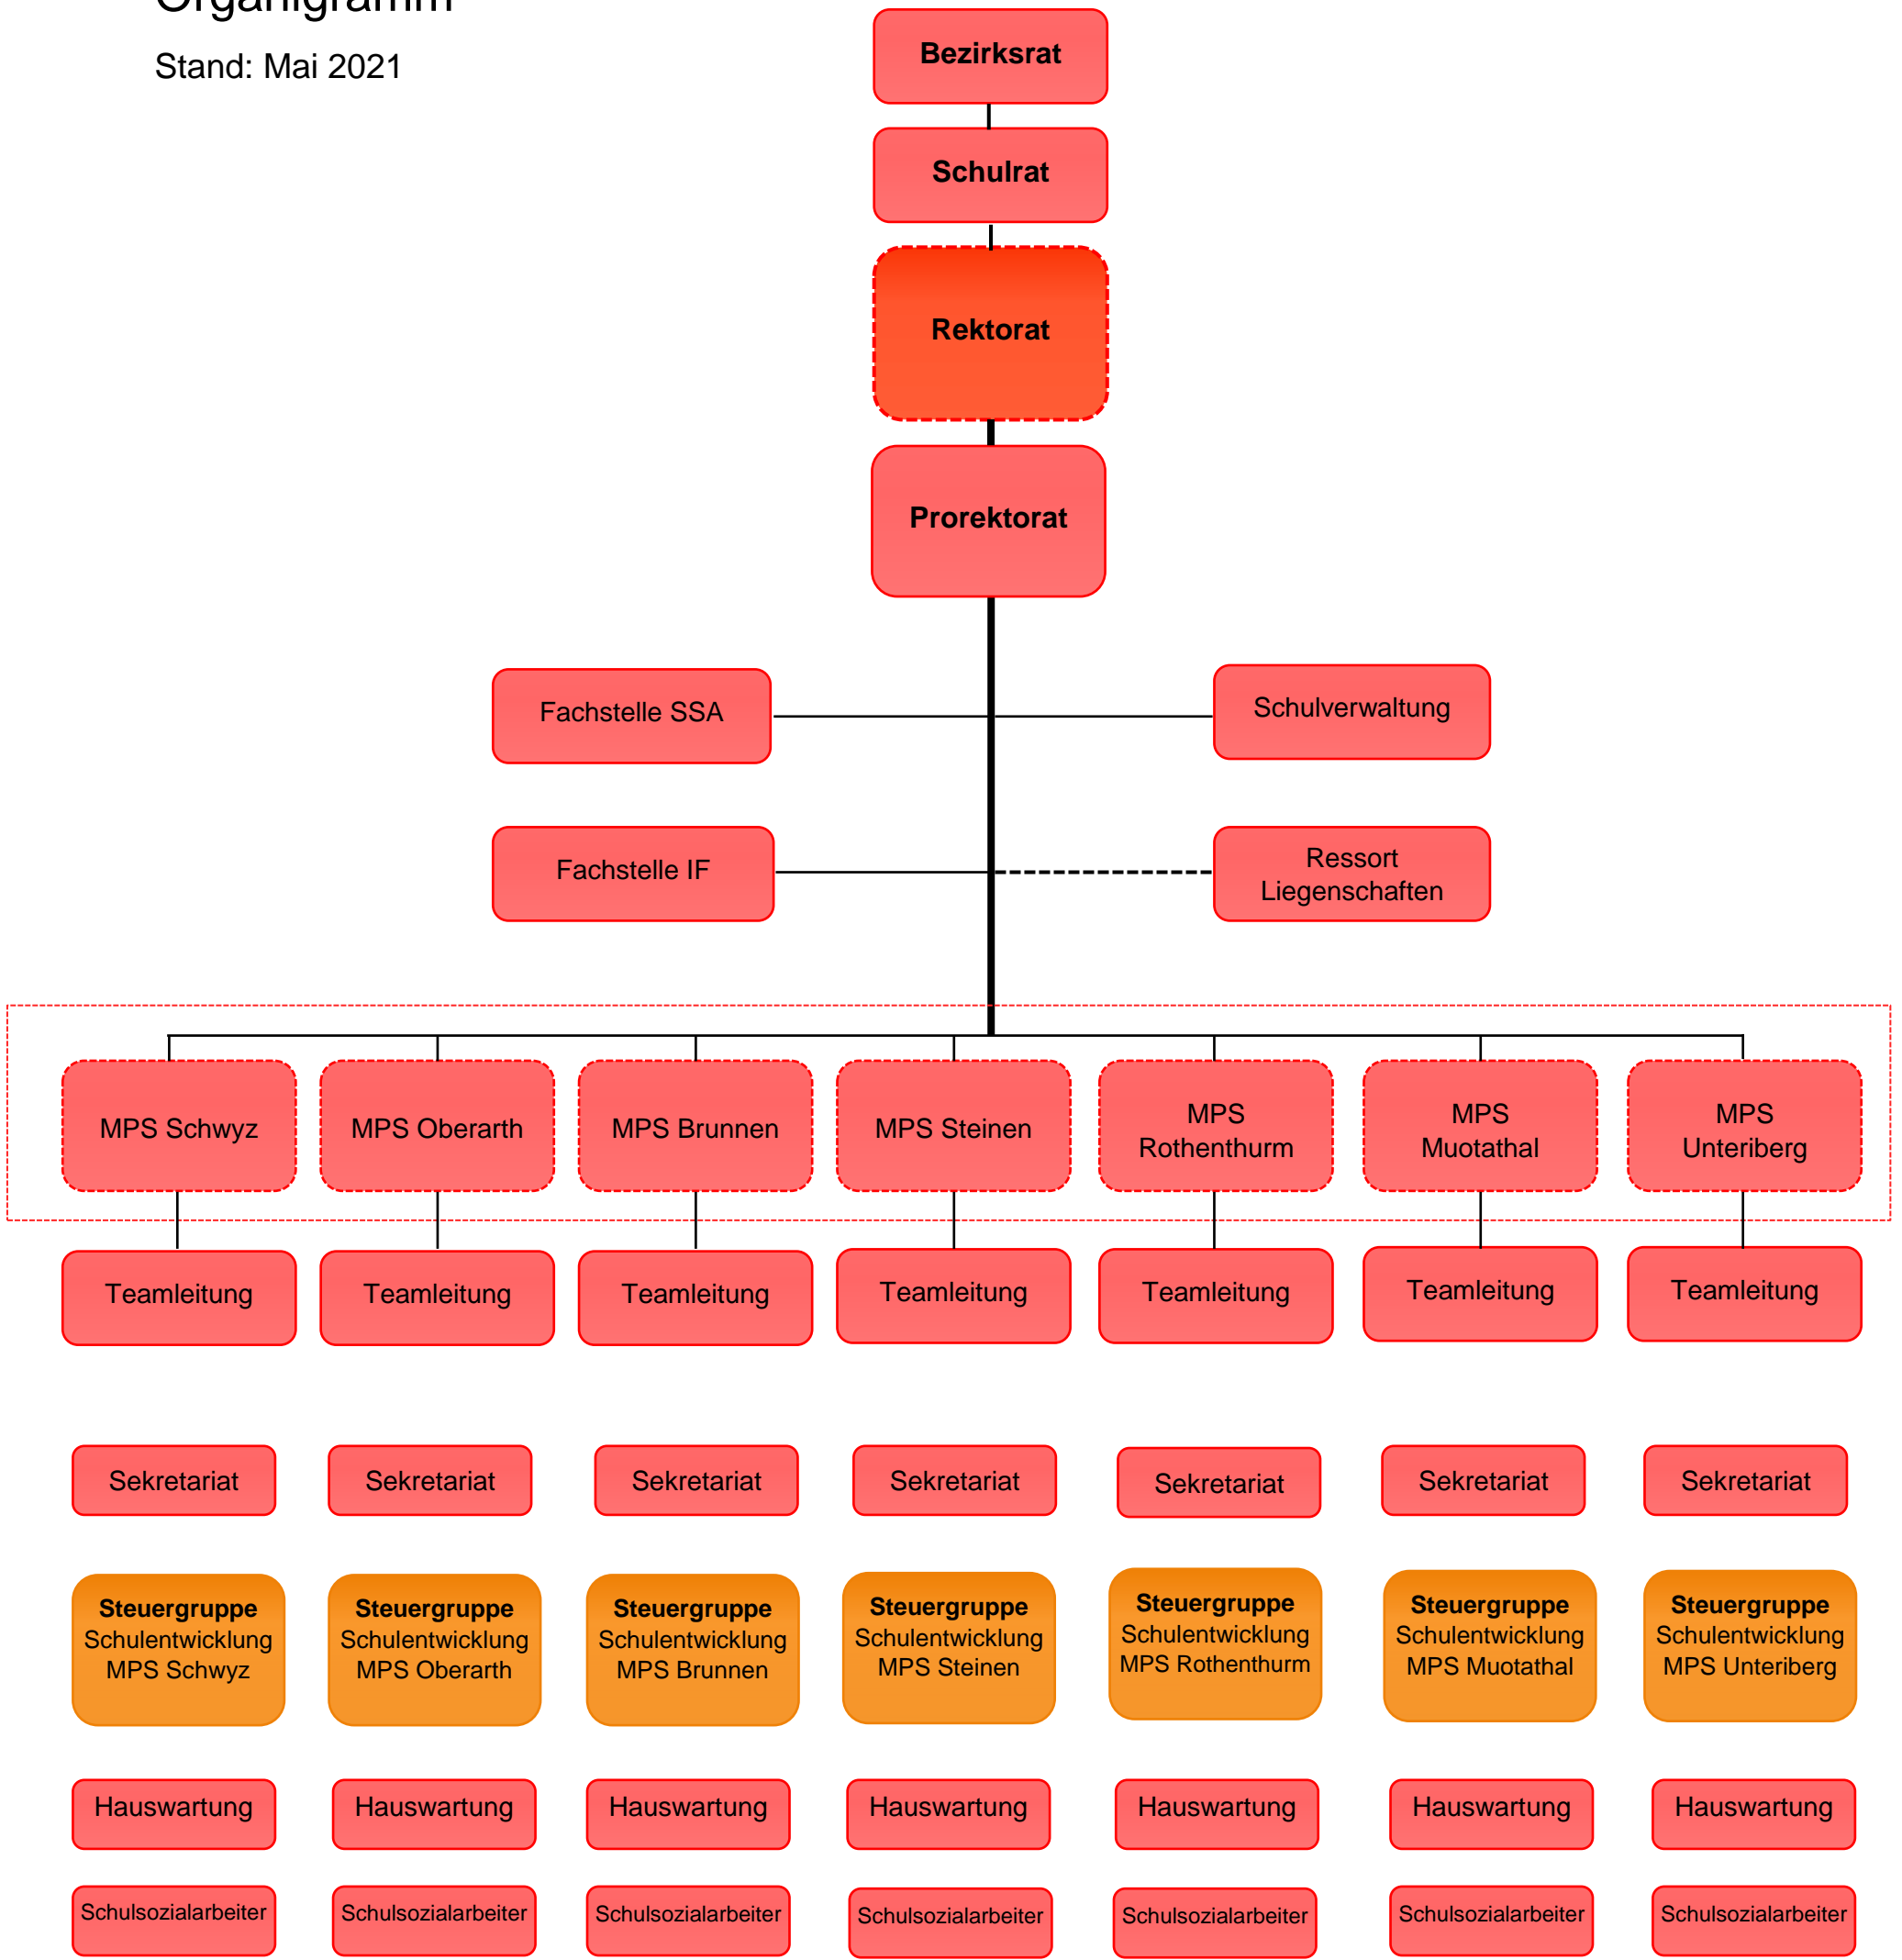 Organigramm
Stand: Mai 2021
Bezirksrat
Schulrat
Rektorat
Prorektorat
Fachstelle SSA
Schulverwaltung
Fachstelle IF
Ressort
Liegenschaften
MPS Schwyz
MPS Oberarth
MPS Brunnen
MPS Steinen
MPS
Rothenthurm
MPS
Muotathal
MPS
Unteriberg
Teamleitung
Teamleitung
Teamleitung
Teamleitung
Teamleitung
Teamleitung
Teamleitung
Sekretariat
Sekretariat
Sekretariat
Sekretariat
Sekretariat
Sekretariat
Sekretariat
Steuergruppe
Schulentwicklung
MPS Schwyz
Steuergruppe
Schulentwicklung
MPS Oberarth
Steuergruppe
Schulentwicklung
MPS Brunnen
Steuergruppe
Schulentwicklung
MPS Steinen
Steuergruppe
Schulentwicklung
MPS Rothenthurm
Steuergruppe
Schulentwicklung
MPS Muotathal
Steuergruppe
Schulentwicklung
MPS Unteriberg
Hauswartung
Hauswartung
Hauswartung
Hauswartung
Hauswartung
Hauswartung
Hauswartung
Schulsozialarbeiter
Schulsozialarbeiter
Schulsozialarbeiter
Schulsozialarbeiter
Schulsozialarbeiter
Schulsozialarbeiter
Schulsozialarbeiter